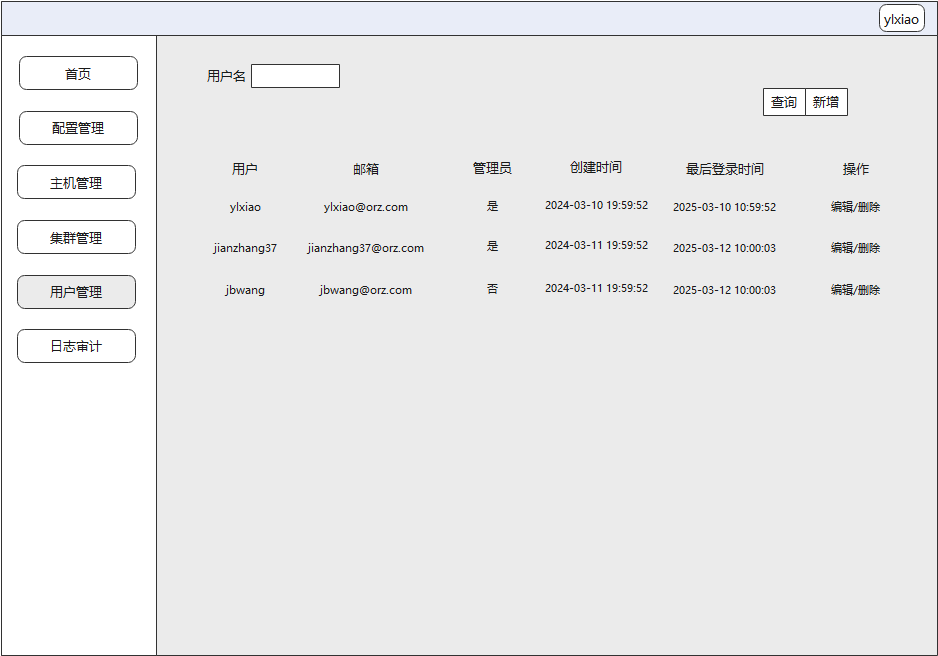 ylxiao
首页
配置管理
主机管理
集群管理
用户管理
日志审计
用户名
查询 新增
用户 邮箱 管理员 创建时间 最后登录时间 操作
ylxiao ylxiao@orz.com 是 2024-03-10 19:59:52 2025-03-10 10:59:52 编辑/删除
jianzhang37 jianzhang37@orz.com 是 2024-03-11 19:59:52 2025-03-12 10:00:03 编辑/删除
jbwang jbwang@orz.com 否 2024-03-11 19:59:52 2025-03-12 10:00:03 编辑/删除